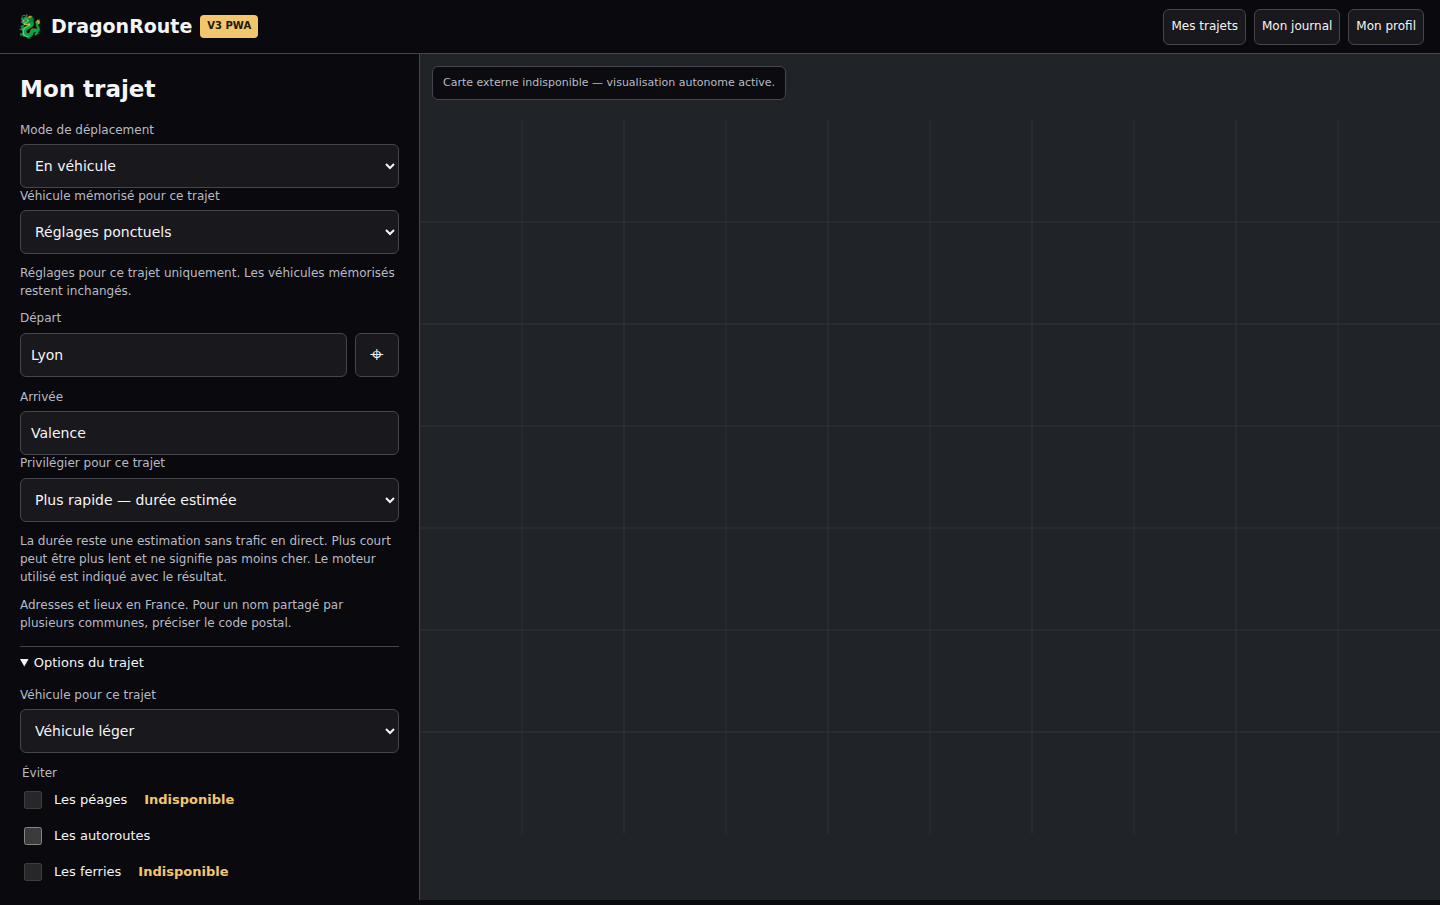 DragonRoute V3 PWA
Mes trajets Mon journal Mon profil
Mon trajet
Mode de déplacement
En véhicule
Véhicule mémorisé pour ce trajet
Réglages ponctuels
Réglages pour ce trajet uniquement. Les véhicules mémorisés
restent inchangés.
Départ
Lyon
Arrivée
Valence
Privilégier pour ce trajet
Plus rapide — durée estimée
La durée reste une estimation sans trafic en direct. Plus court
peut être plus lent et ne signifie pas moins cher. Le moteur
utilisé est indiqué avec le résultat.
Adresses et lieux en France. Pour un nom partagé par
plusieurs communes, préciser le code postal.
Options du trajet
Véhicule pour ce trajet
Véhicule léger
Éviter
Les péages Indisponible
Les autoroutes
Les ferries Indisponible
Carte externe indisponible — visualisation autonome active.